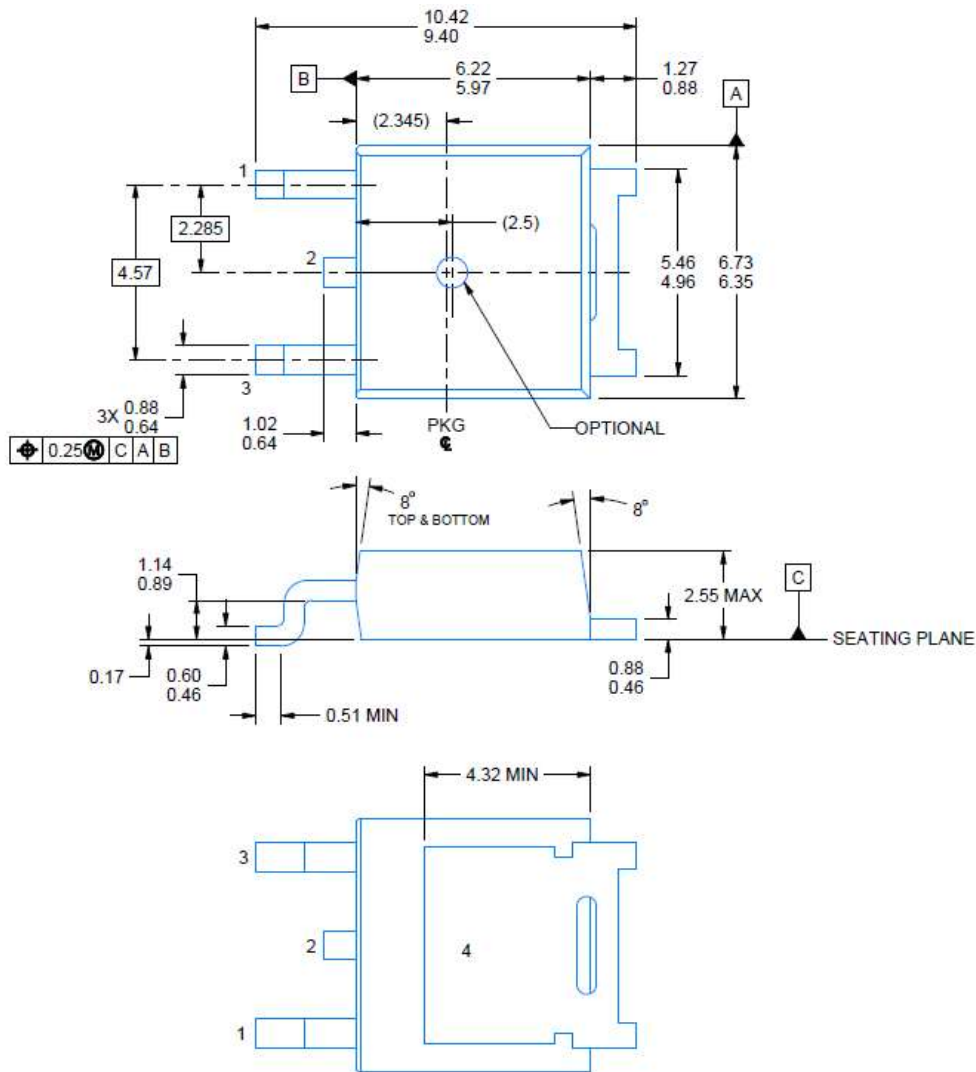 10.42
9.40
B
6.22
5.97
1.27
0.88
A
(2.345)
1
2.285
(2.5)
2
4.57
5.46
4.96
6.73
6.35
3
3X 0.88
0.64
1.02
0.64
PKG
℄
OPTIONAL
⌖ 0.25Ⓜ C A B
8°
TOP & BOTTOM
8°
1.14
0.89
C
2.55 MAX
SEATING PLANE
0.17
0.60
0.46
0.88
0.46
0.51 MIN
4.32 MIN
3
2
4
1